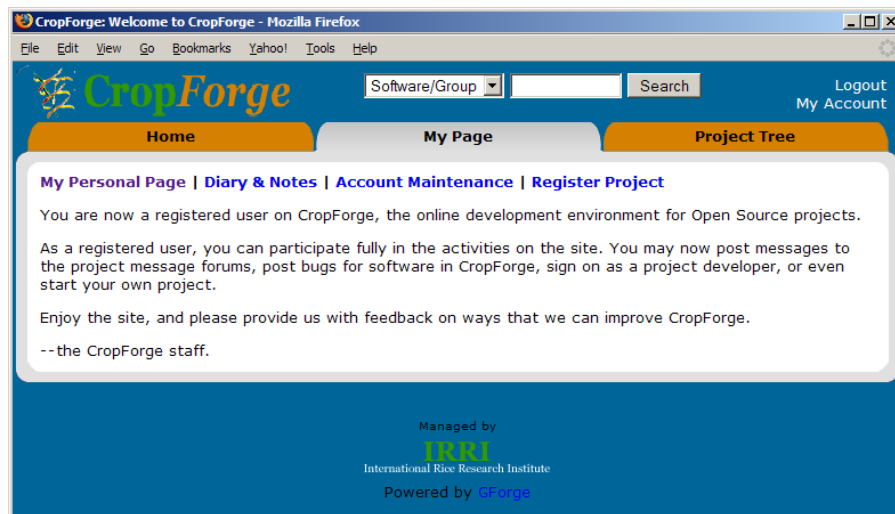 CropForge: Welcome to CropForge - Mozilla Firefox
File Edit View Go Bookmarks Yahoo! Tools Help
CropForge
Software/Group Search
Logout
My Account
Home My Page Project Tree
My Personal Page | Diary & Notes | Account Maintenance | Register Project
You are now a registered user on CropForge, the online development environment for Open Source projects.
As a registered user, you can participate fully in the activities on the site. You may now post messages to
the project message forums, post bugs for software in CropForge, sign on as a project developer, or even
start your own project.
Enjoy the site, and please provide us with feedback on ways that we can improve CropForge.
--the CropForge staff.
Managed by
IRRI
International Rice Research Institute
Powered by GForge